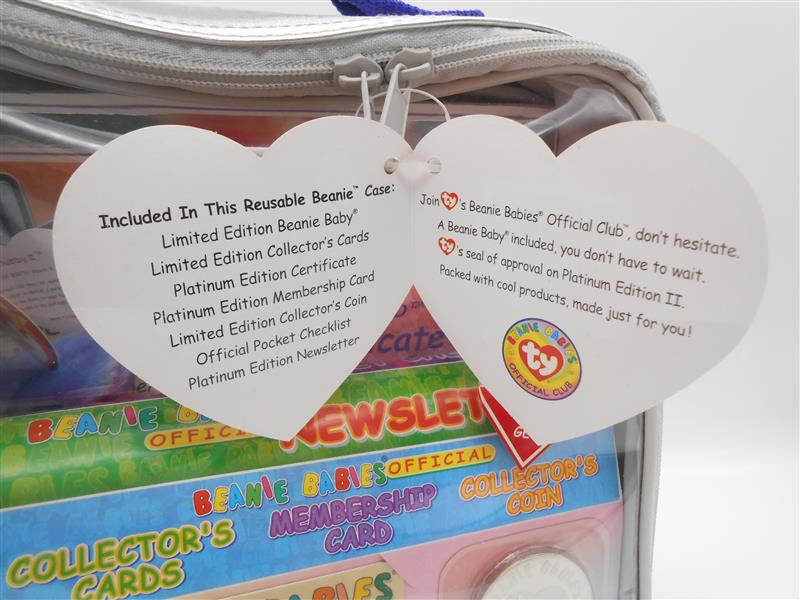 Included In This Reusable Beanie™ Case:
Limited Edition Beanie Baby®
Limited Edition Collector's Cards
Platinum Edition Certificate
Platinum Edition Membership Card
Limited Edition Collector's Coin
Official Pocket Checklist
Platinum Edition Newsletter
Join ty's Beanie Babies® Official Club™, don't hesitate.
A Beanie Baby® included, you don't have to wait.
ty's seal of approval on Platinum Edition II.
Packed with cool products, made just for you!
BEANIE BABIES
ty
OFFICIAL CLUB
BEANIE
OFFICI
NEWSLET
BEANIE BABIES® OFFICIAL
COLLECTOR'S
CARDS
MEMBERSHIP
CARD
COLLECTOR'S
COIN